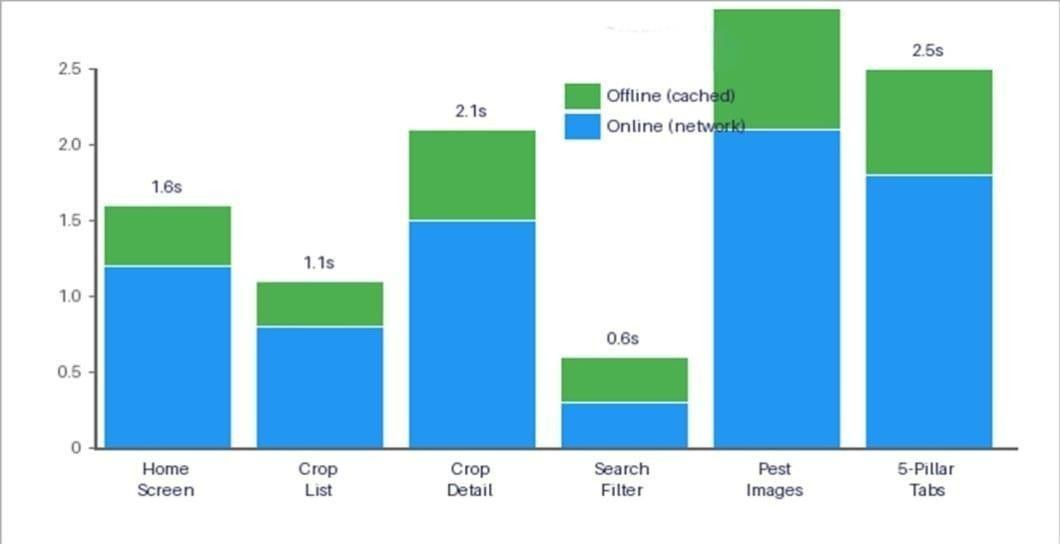 2.5s
2.5
Offline (cached)
2.1s
Online (network)
2.0
1.6s
1.5
1.1s
1.0
0.6s
0.5
0
Home
Screen
Crop
List
Crop
Detail
Search
Filter
Pest
Images
5-Pillar
Tabs